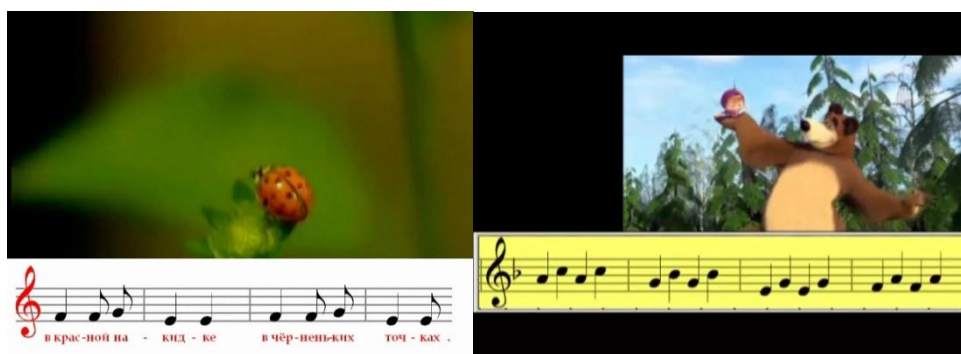 в крас-ной на - кид - ке в чёр-нень-ких точ - ках .